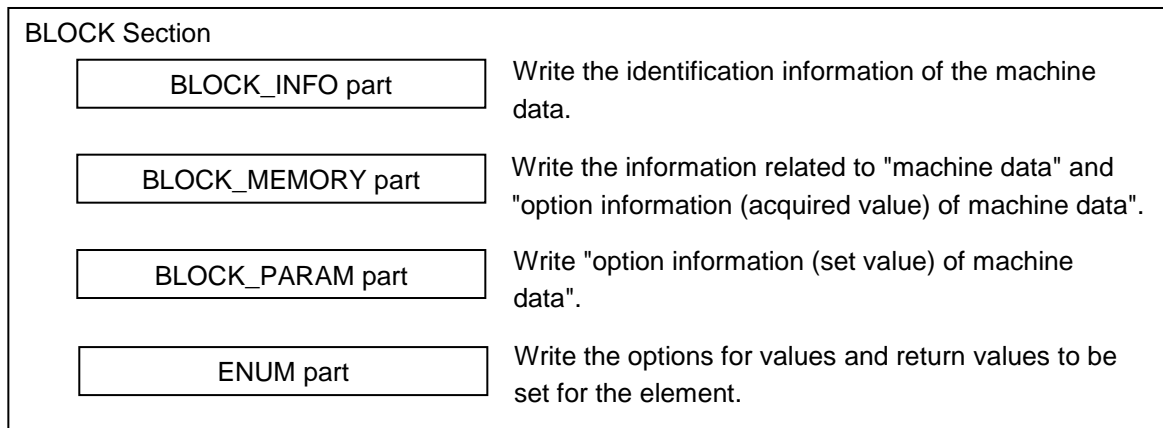 BLOCK Section
BLOCK_INFO part
Write the identification information of the machine
data.
BLOCK_MEMORY part
Write the information related to "machine data" and
"option information (acquired value) of machine data".
BLOCK_PARAM part
Write "option information (set value) of machine
data".
ENUM part
Write the options for values and return values to be
set for the element.